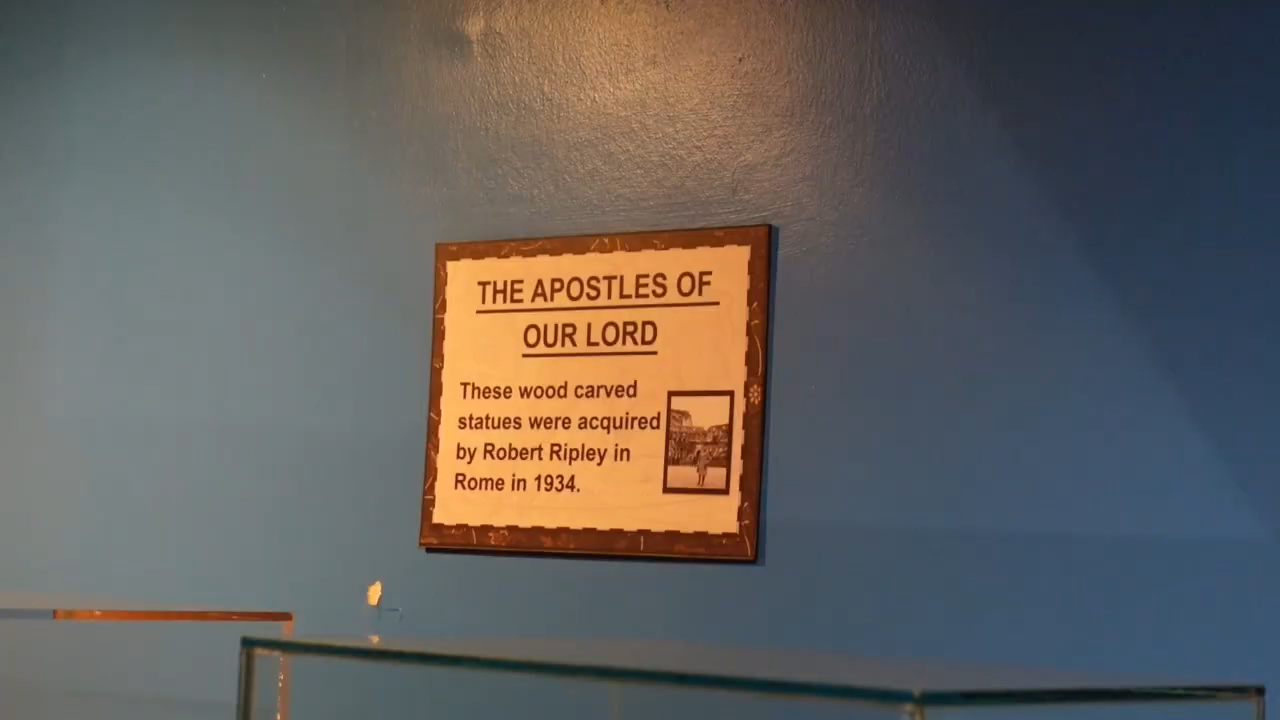 THE APOSTLES OF
OUR LORD
These wood carved
statues were acquired
by Robert Ripley in
Rome in 1934.